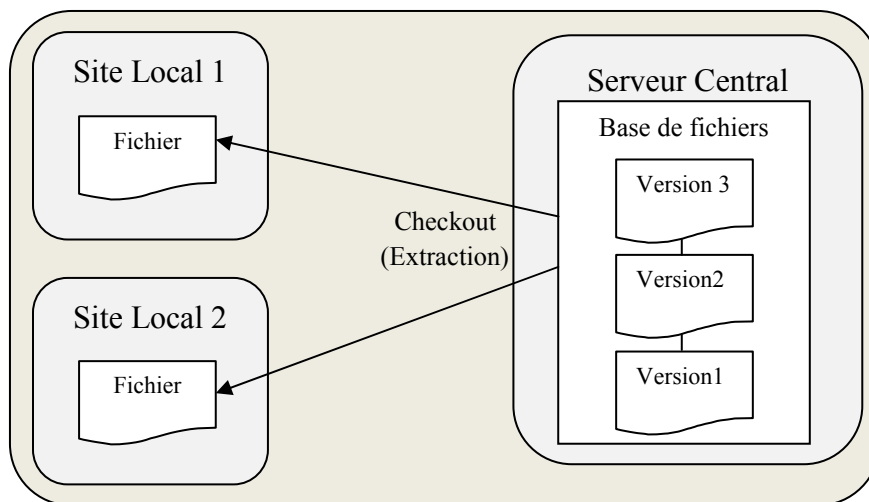 Site Local 1
Fichier
Site Local 2
Fichier
Checkout
(Extraction)
Serveur Central
Base de fichiers
Version 3
Version2
Version1